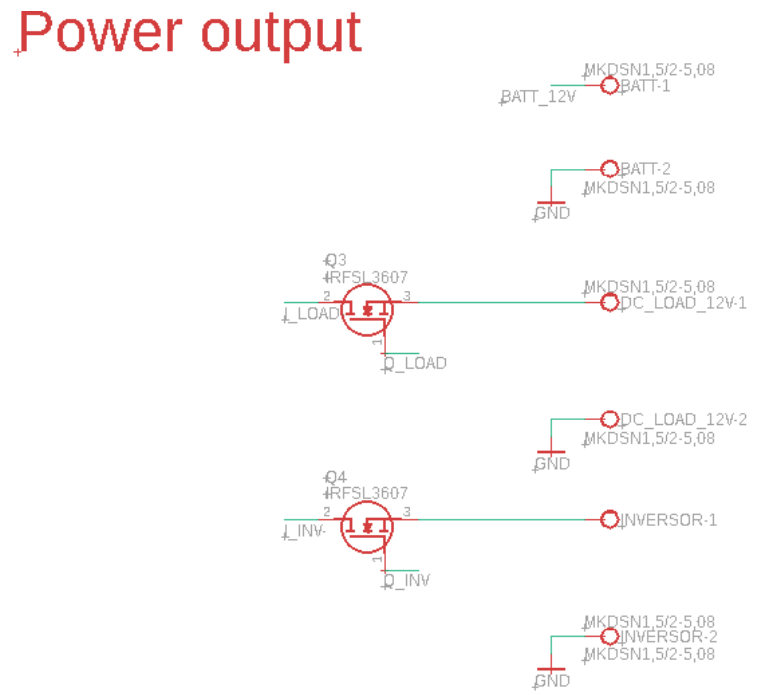 Power output
MKDSN1,5/2-5,08
BATT-1
BATT_12V
BATT-2
MKDSN1,5/2-5,08
GND
Q3
IRFSL3607
2
3
I_LOAD
1
Q_LOAD
MKDSN1,5/2-5,08
DC_LOAD_12V-1
DC_LOAD_12V-2
MKDSN1,5/2-5,08
GND
Q4
IRFSL3607
2
3
I_INV-
1
Q_INV
INVERSOR-1
MKDSN1,5/2-5,08
INVERSOR-2
MKDSN1,5/2-5,08
GND